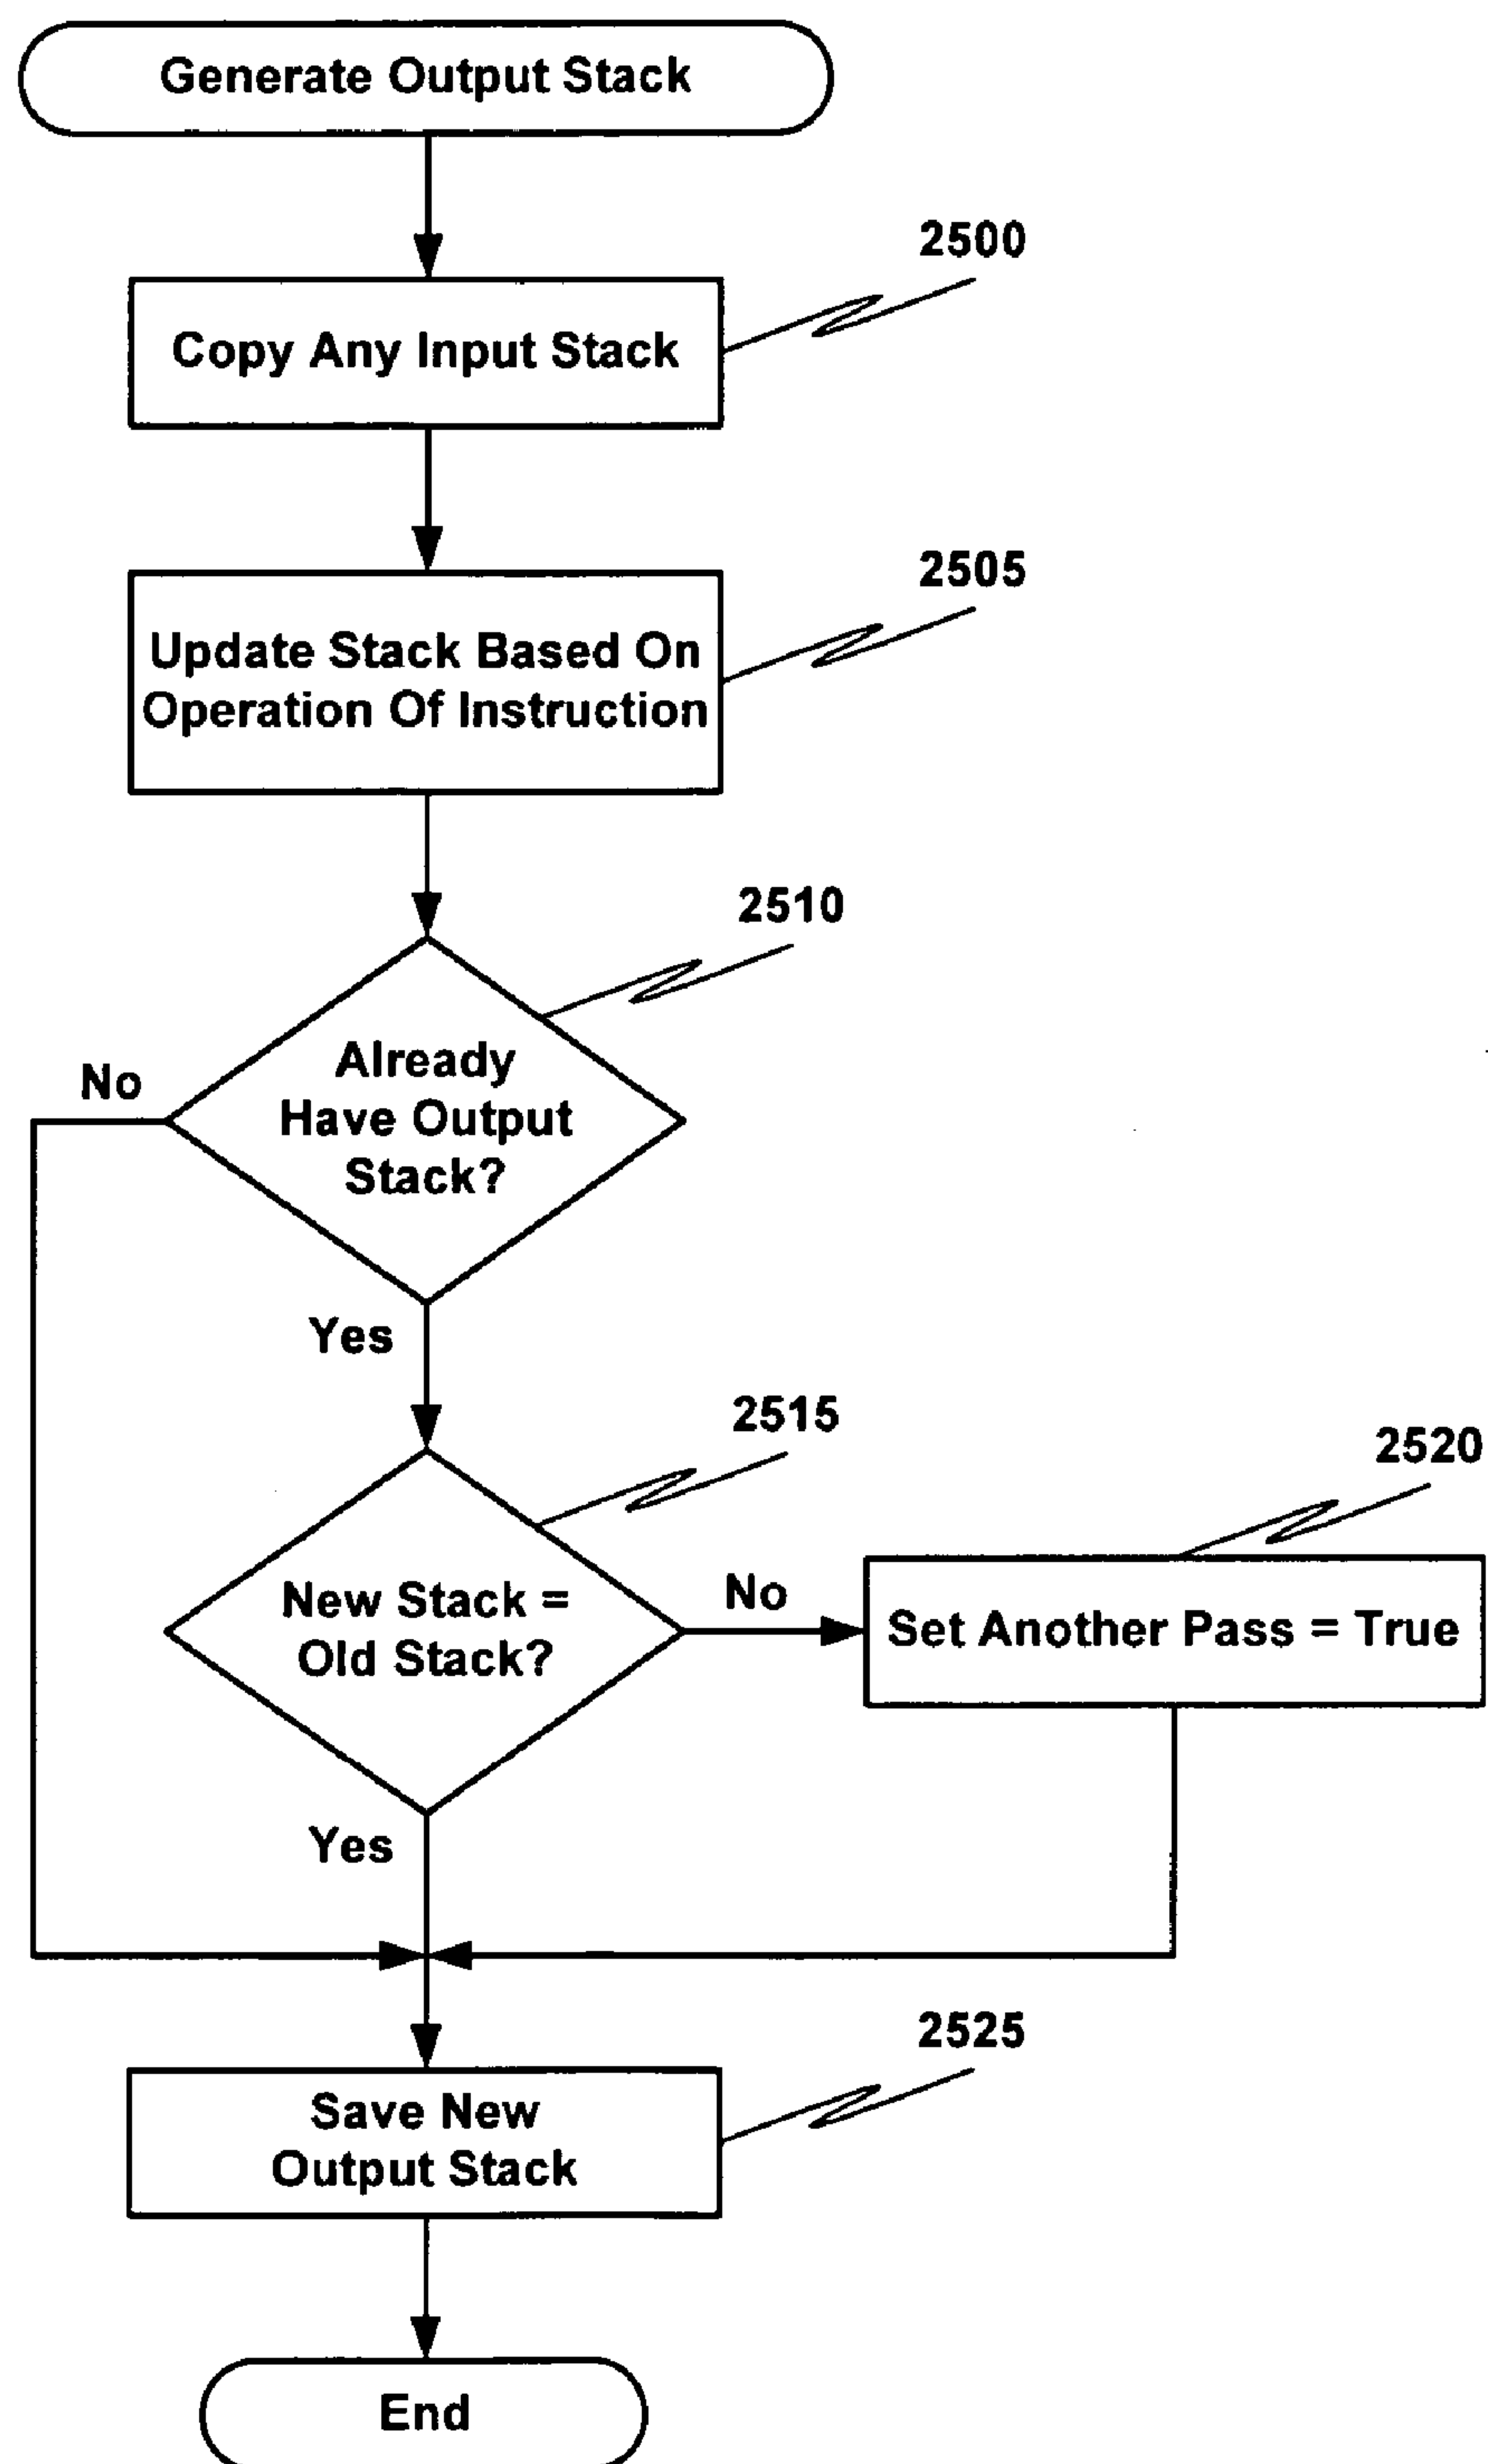 Generate Output Stack
2500
Copy Any Input Stack
2505
Update Stack Based On
Operation Of Instruction
2510
Already
Have Output
Stack?
No
Yes
2515
2520
New Stack =
Old Stack?
No
Set Another Pass = True
Yes
2525
Save New
Output Stack
End